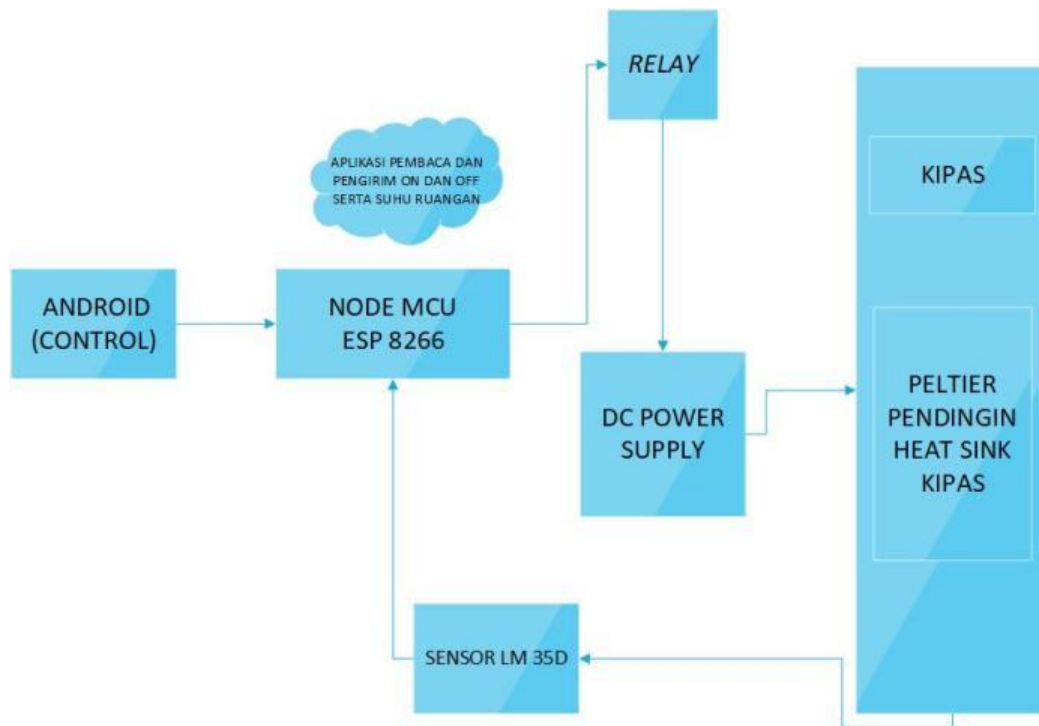 RELAY
APLIKASI PEMBACA DAN
PENGIRIM ON DAN OFF
SERTA SUHU RUANGAN
KIPAS
ANDROID
(CONTROL)
NODE MCU
ESP 8266
DC POWER
SUPPLY
PELTIER
PENDINGIN
HEAT SINK
KIPAS
SENSOR LM 35D